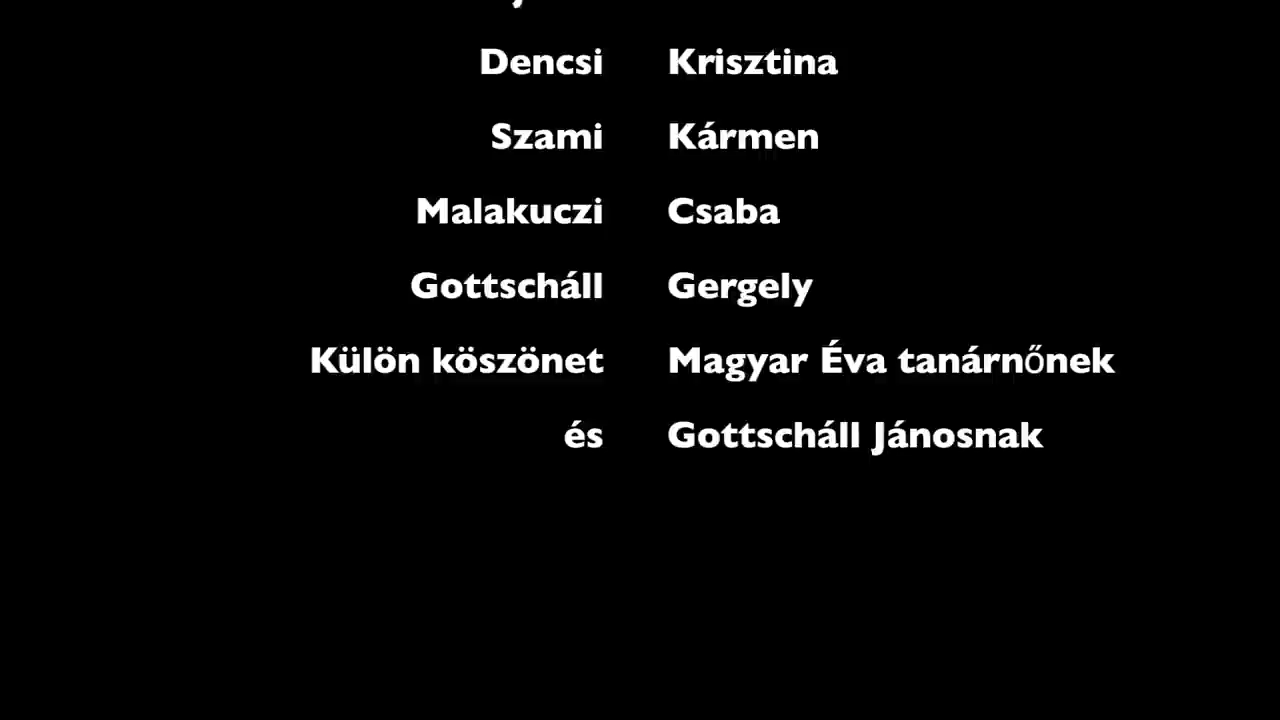 Dencsi Krisztina
Szami Kármen
Malakuczi Csaba
Gottscháll Gergely
Külön köszönet Magyar Éva tanárnőnek
és Gottscháll Jánosnak